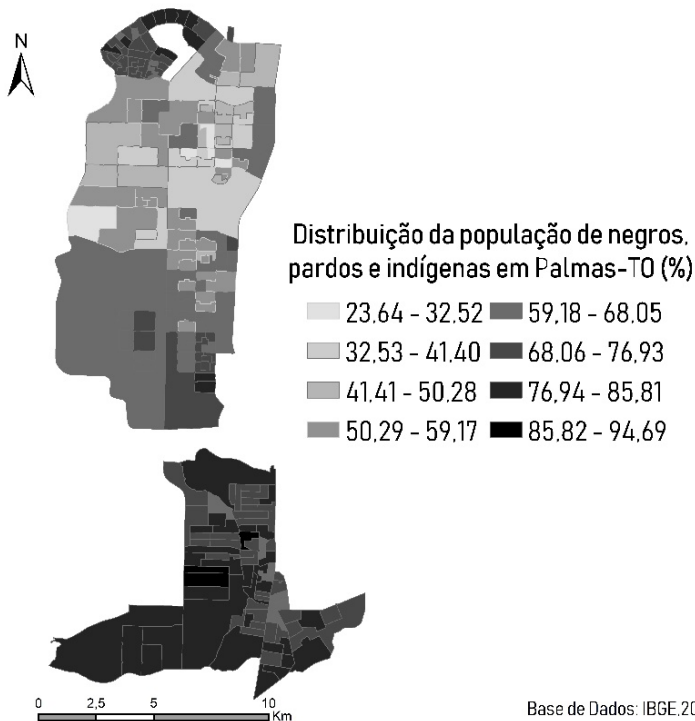 N
Distribuição da população de negros,
pardos e indígenas em Palmas-TO (%)
23,64 - 32,52
59,18 - 68,05
32,53 - 41,40
68,06 - 76,93
41,41 - 50,28
76,94 - 85,81
50,29 - 59,17
85,82 - 94,69
0 2,5 5 10
Km
Base de Dados: IBGE,20